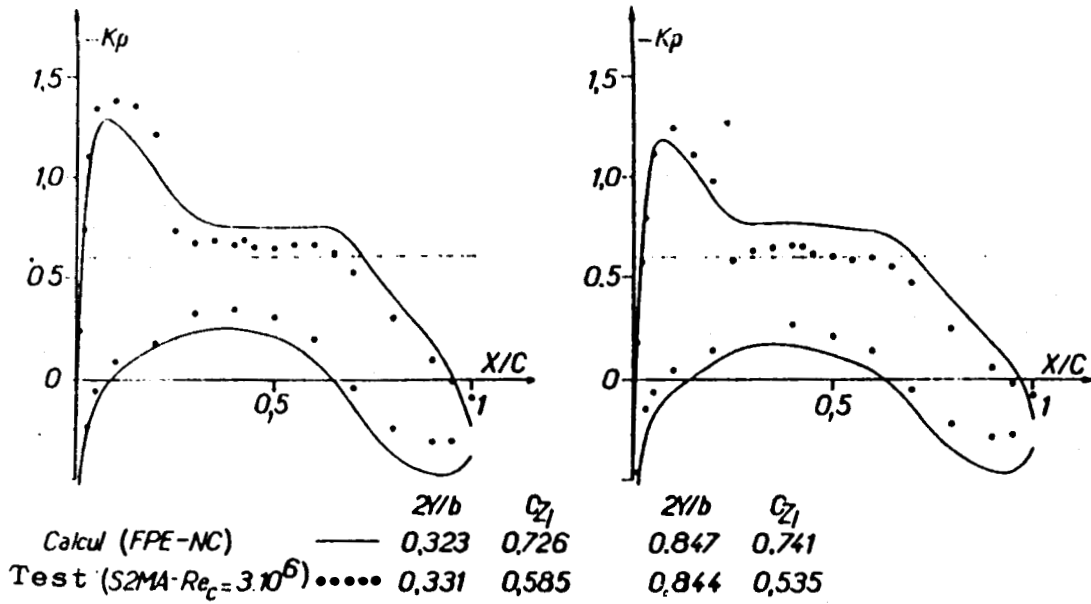 -Kp
1,5
1,0
0.5
0
0,5
1
X/C
-Kp
1,5
1,0
0,5
0
0,5
1
X/C
2Y/b CZ1 2Y/b CZ1
Calcul (FPE-NC) 0,323 0,726 0.847 0,741
Test (S2MA-Rec=3.10⁶) 0,331 0,585 0,844 0,535